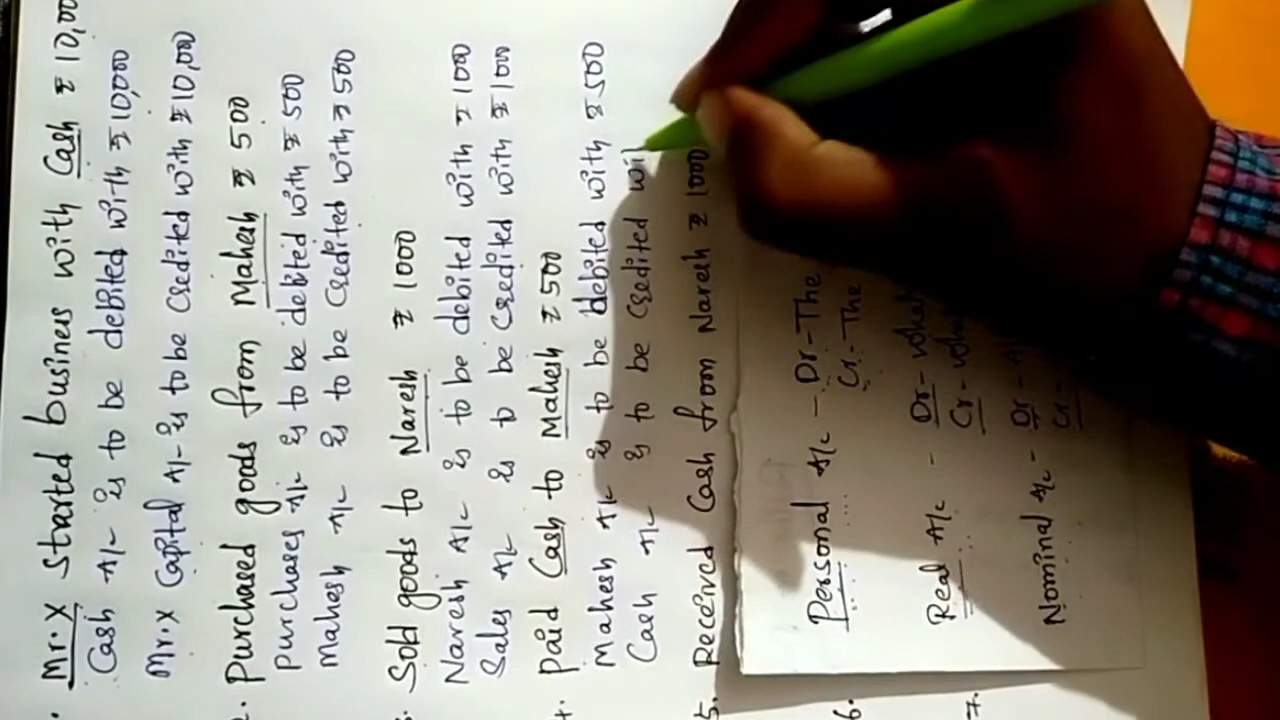 . Mr. X Started business with Cash ₹ 10,00
Cash A/c is to be debited with ₹ 10,000
Mr. X Capital A/c is to be Credited with ₹ 10,000
. Purchased goods from Mahesh ₹ 500
Purchases A/c is to be debited with ₹ 500
Mahesh A/c is to be Credited with ₹ 500
. Sold goods to Naresh ₹ 1000
Naresh A/c is to be debited with ₹ 1000
Sales A/c is to be Credited with ₹ 1000
. Paid Cash to Mahesh ₹ 500
Mahesh A/c is to be debited with ₹ 500
Cash A/c is to be Credited wi
5. Received Cash from Naresh ₹ 1000
Personal A/c - Dr - The
Cr - The
6.
Real A/c - Dr - What
Cr - What
Nominal A/c - Dr - A
Cr -
7.